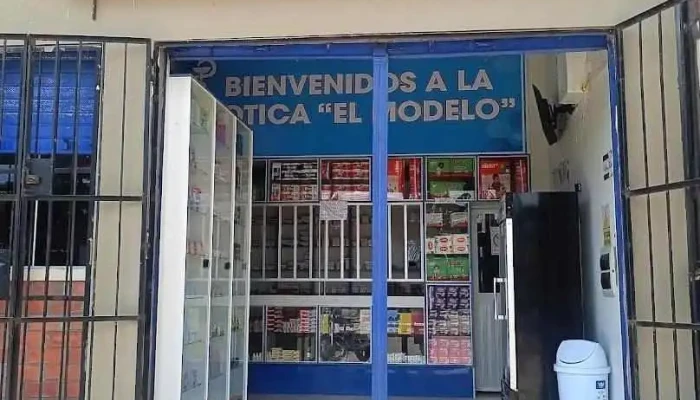 BIENVENIDOS A LA
OTICA “EL MODELO”